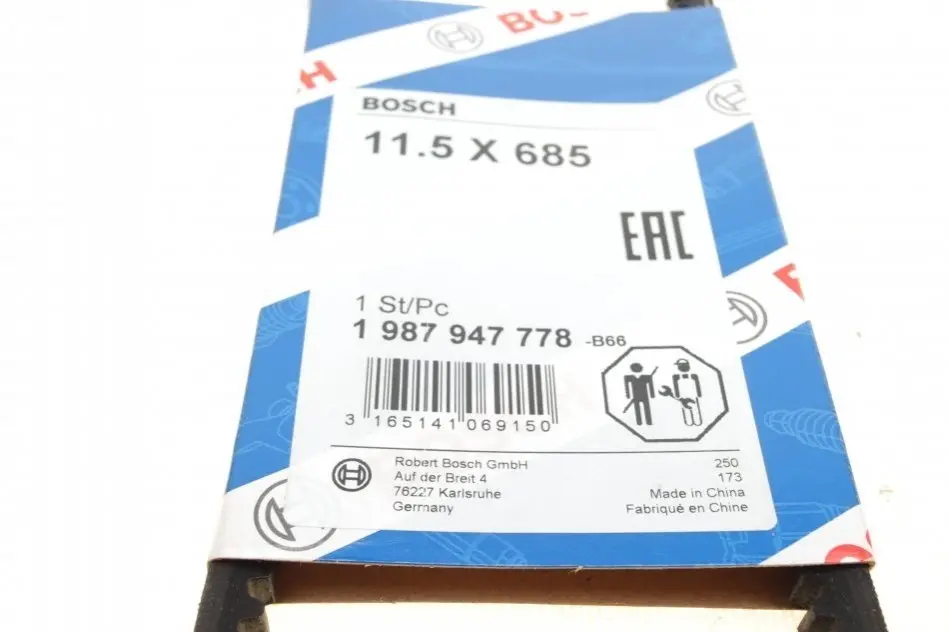 BOSCH
11.5 X 685
EAC
1 St/Pc
1 987 947 778 -B66
3 165141 069150
Robert Bosch GmbH
Auf der Breit 4
76227 Karlsruhe
Germany
250
173
Made in China
Fabriqué en Chine